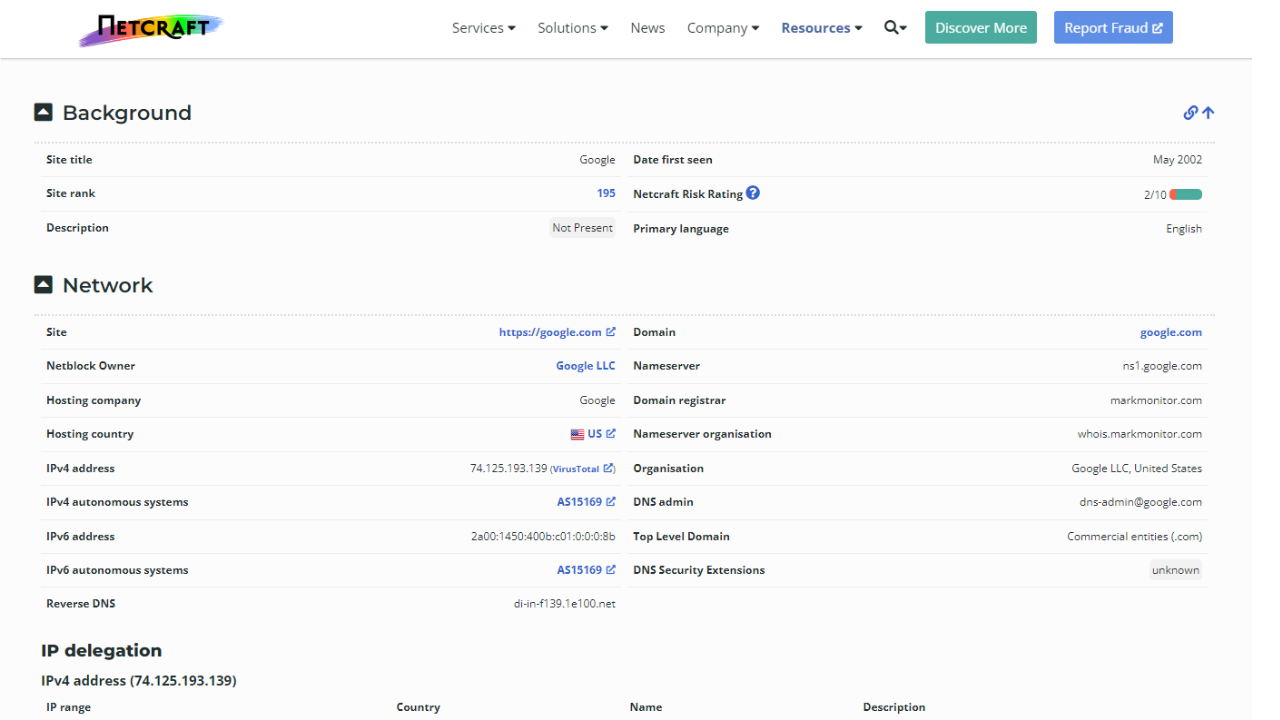 NETCRAFT
Services Solutions News Company Resources Discover More Report Fraud
Background
Site title Google Date first seen May 2002
Site rank 195 Netcraft Risk Rating ? 2/10
Description Not Present Primary language English
Network
Site https://google.com Domain google.com
Netblock Owner Google LLC Nameserver ns1.google.com
Hosting company Google Domain registrar markmonitor.com
Hosting country US Nameserver organisation whois.markmonitor.com
IPv4 address 74.125.193.139 (VirusTotal) Organisation Google LLC, United States
IPv4 autonomous systems AS15169 DNS admin dns-admin@google.com
IPv6 address 2a00:1450:400b:c01:0:0:0:8b Top Level Domain Commercial entities (.com)
IPv6 autonomous systems AS15169 DNS Security Extensions unknown
Reverse DNS di-in-f139.1e100.net
IP delegation
IPv4 address (74.125.193.139)
IP range Country Name Description